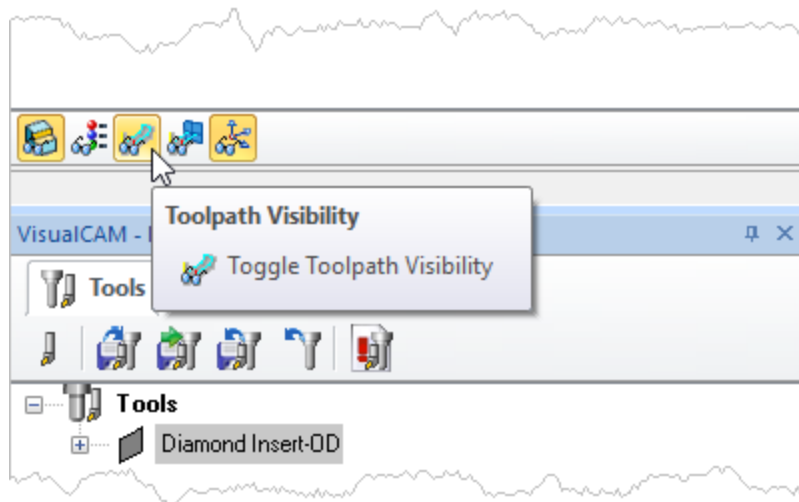 Toolpath Visibility
Toggle Toolpath Visibility
VisualCAM -
Tools
Tools
Diamond Insert-OD